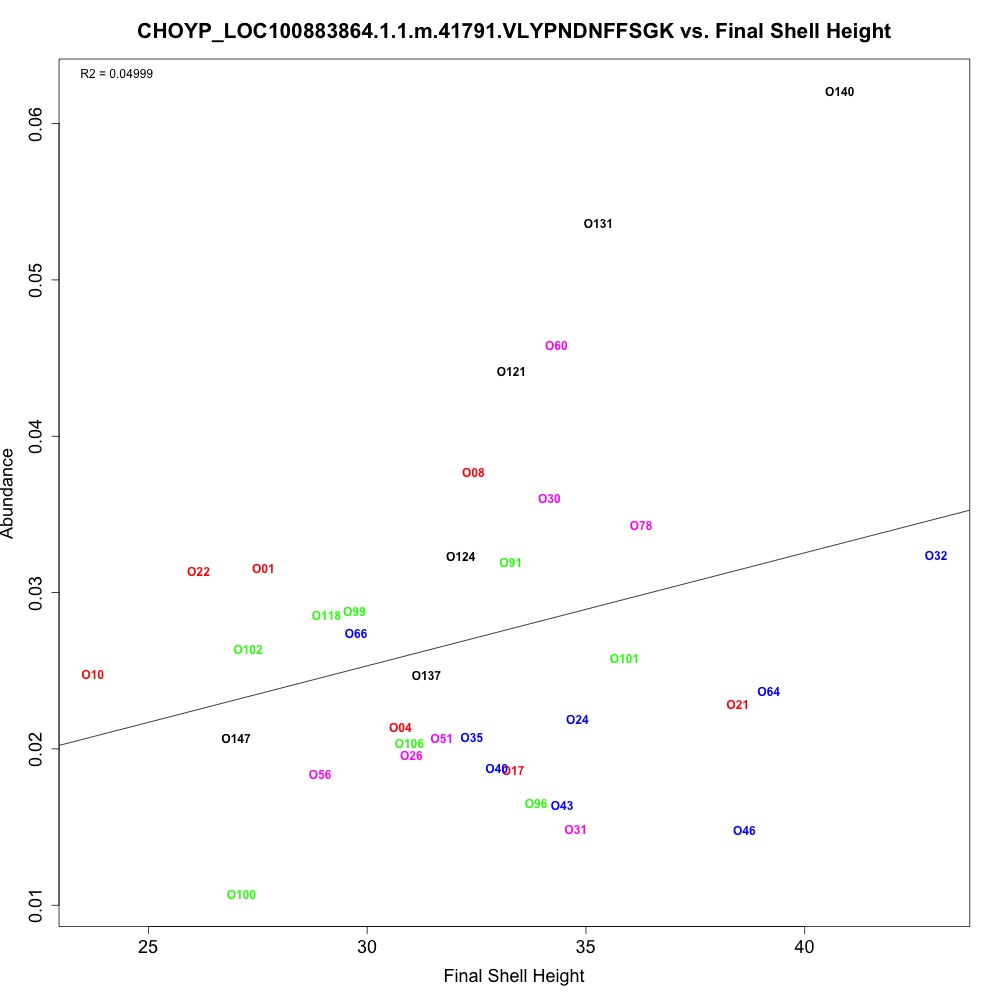 CHOYP_LOC100883864.1.1.m.41791.VLYPNDNFFSGK vs. Final Shell Height
R2 = 0.04999
O140
0.06
O131
0.05
O60
O121
0.04
O08
O30
O78
O124
O91
O32
O22
O01
0.03
O118
O99
O66
O102
O101
O10
O137
O64
O21
O24
O04
O147
O106
O51
O35
0.02
O26
O56
O40
O17
O96
O43
O31
O46
O100
0.01
Abundance
25
30
35
40
Final Shell Height